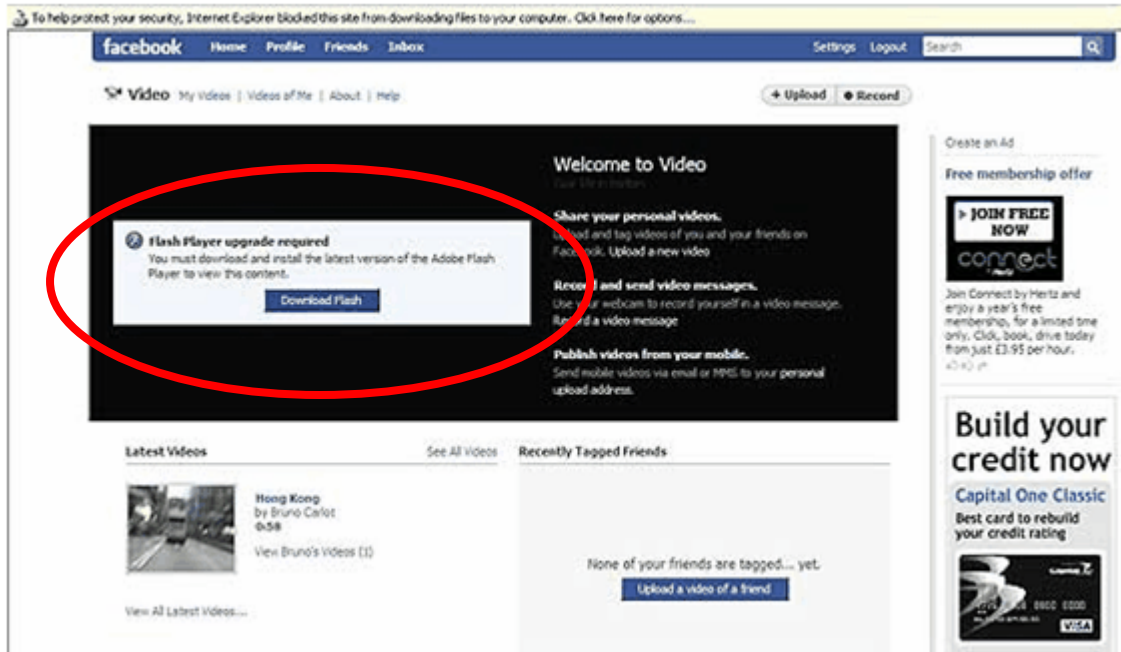 To help protect your security, Internet Explorer blocked this site from downloading files to your computer. Click here for options....
facebook Home Profile Friends Inbox Settings Logout Search
Video My Videos | Videos of Me | About | Help + Upload Record
Welcome to Video
Share your personal videos.
Upload and tag videos of you and your friends on
Facebook. Upload a new video
Record and send video messages.
Use your webcam to record yourself in a video message.
Record a video message
Publish videos from your mobile.
Send mobile videos via email or MMS to your personal
upload address.
Flash Player upgrade required
You must download and install the latest version of the Adobe Flash
Player to view this content.
Download Flash
Latest Videos See All Videos
Hong Kong
by Bruno Carlot
0:58
View Bruno's Videos (1)
View All Latest Videos...
Recently Tagged Friends
None of your friends are tagged... yet.
Upload a video of a friend
Create an Ad
Free membership offer
JOIN FREE
NOW
connect
Join Connect by Hertz and
enjoy a year's free
membership, for a limited time
only. Click, book, drive today
from just £3.95 per hour.
Build your
credit now
Capital One Classic
Best card to rebuild
your credit rating
VISA